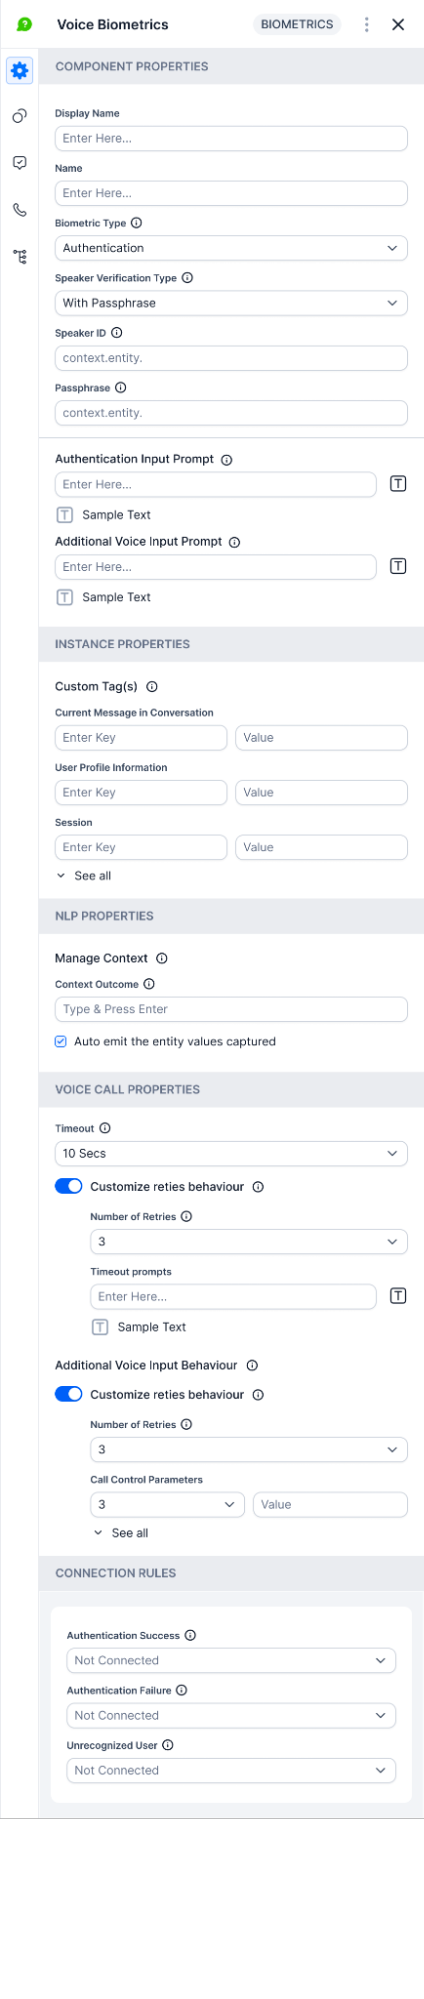 Voice Biometrics BIOMETRICS
COMPONENT PROPERTIES
Display Name
Enter Here...
Name
Enter Here...
Biometric Type
Authentication
Speaker Verification Type
With Passphrase
Speaker ID
context.entity.
Passphrase
context.entity.
Authentication Input Prompt
Enter Here...
T
T Sample Text
Additional Voice Input Prompt
Enter Here...
T
T Sample Text
INSTANCE PROPERTIES
Custom Tag(s)
Current Message in Conversation
Enter Key Value
User Profile Information
Enter Key Value
Session
Enter Key Value
See all
NLP PROPERTIES
Manage Context
Context Outcome
Type & Press Enter
Auto emit the entity values captured
VOICE CALL PROPERTIES
Timeout
10 Secs
Customize reties behaviour
Number of Retries
3
Timeout prompts
Enter Here...
T
T Sample Text
Additional Voice Input Behaviour
Customize reties behaviour
Number of Retries
3
Call Control Parameters
3 Value
See all
CONNECTION RULES
Authentication Success
Not Connected
Authentication Failure
Not Connected
Unrecognized User
Not Connected